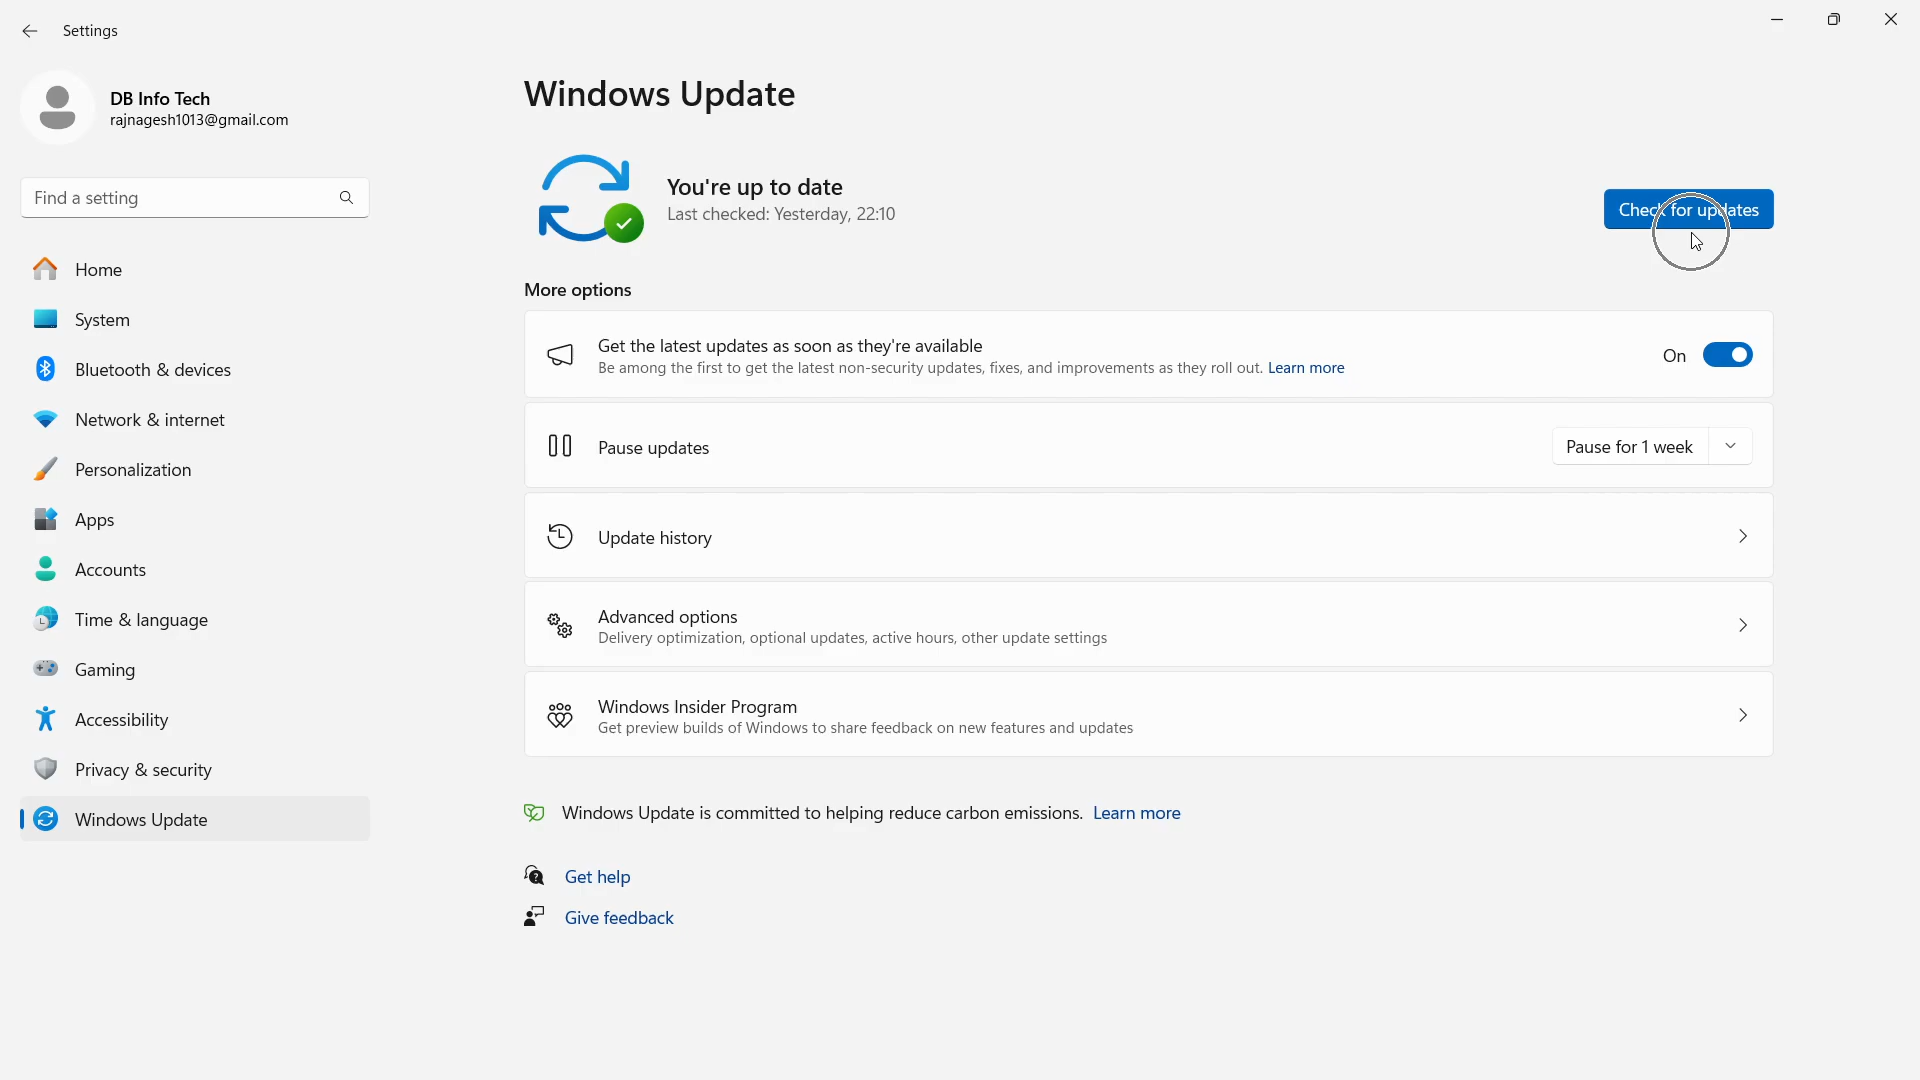 Settings
DB Info Tech
rajnagesh1013@gmail.com
Find a setting
Home
System
Bluetooth & devices
Network & internet
Personalization
Apps
Accounts
Time & language
Gaming
Accessibility
Privacy & security
Windows Update
Windows Update
You're up to date
Last checked: Yesterday, 22:10
Check for updates
More options
Get the latest updates as soon as they're available
Be among the first to get the latest non-security updates, fixes, and improvements as they roll out. Learn more
On
Pause updates
Pause for 1 week
Update history
Advanced options
Delivery optimization, optional updates, active hours, other update settings
Windows Insider Program
Get preview builds of Windows to share feedback on new features and updates
Windows Update is committed to helping reduce carbon emissions. Learn more
Get help
Give feedback